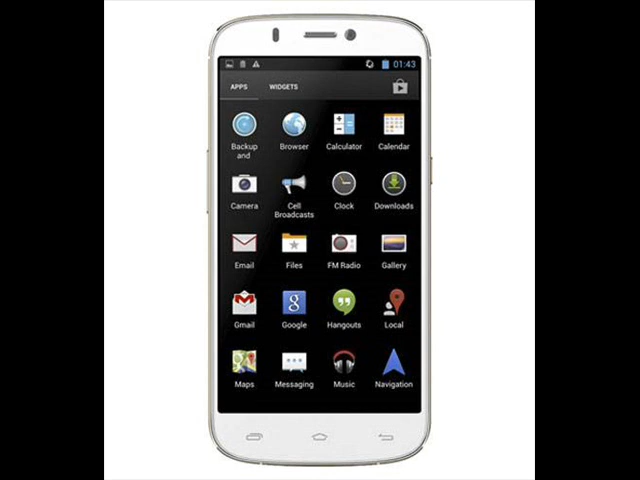 01:43
APPS WIDGETS
Backup and
Browser
Calculator
Calendar
Camera
Cell Broadcasts
Clock
Downloads
Email
Files
FM Radio
Gallery
Gmail
Google
Hangouts
Local
Maps
Messaging
Music
Navigation